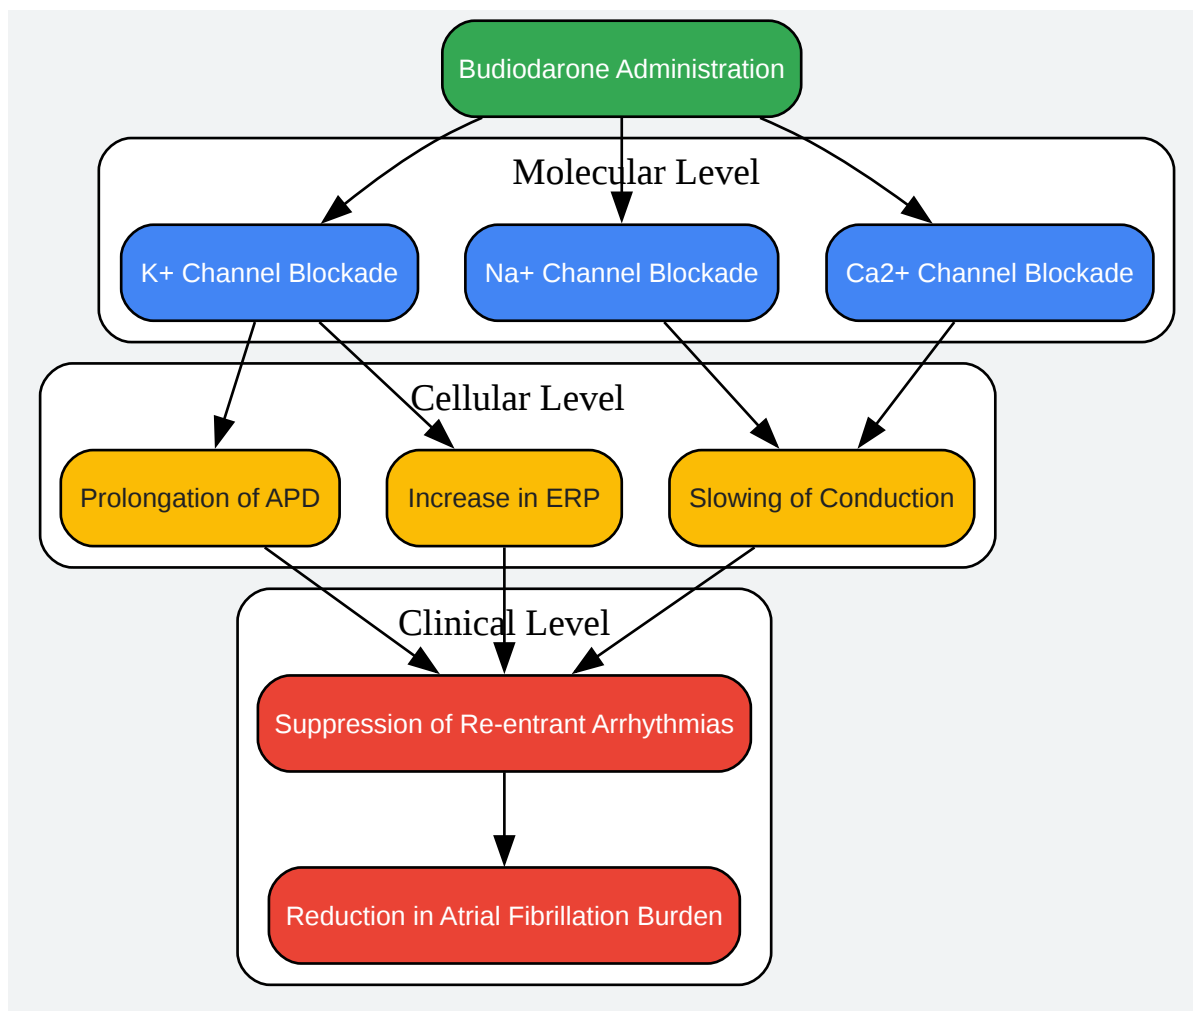 Budiodarone Administration
Molecular Level
K+ Channel Blockade
Na+ Channel Blockade
Ca2+ Channel Blockade
Cellular Level
Prolongation of APD
Increase in ERP
Slowing of Conduction
Clinical Level
Suppression of Re-entrant Arrhythmias
Reduction in Atrial Fibrillation Burden